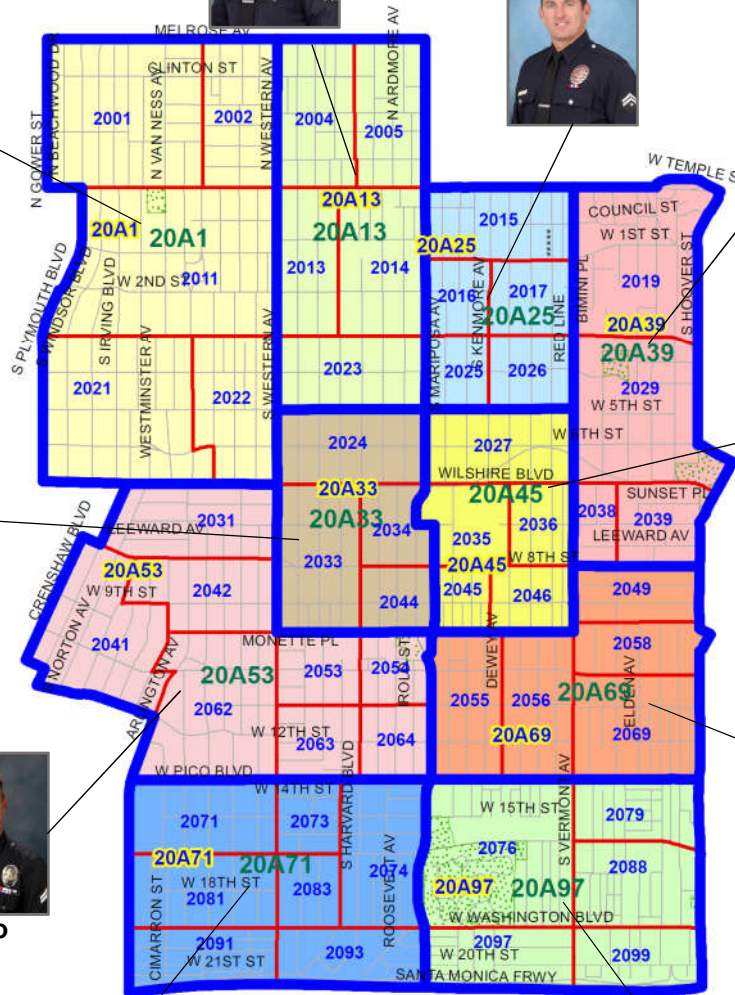 MELROSE AV
CLINTON ST
N GOWER ST
N BEACHWOOD DR
N VAN NESS AV
N WESTERN AV
N ARDMORE AV
2001
2002
2004
2005
W TEMPLE S
COUNCIL ST
W 1ST ST
20A1
20A1
20A13
20A13
20A25
2015
2019
2011
W 2ND ST
2013
2014
2016
2017
20A25
20A39
20A39
S PLYMOUTH BLVD
S WINDSOR BLVD
S IRVING BLVD
S WESTERN AV
S MARIPOSA AV
S KENMORE AV
RED LINE
BIMINI PL
S HOOVER ST
2021
WESTMINSTER AV
2022
2023
2025
2026
2029
W 5TH ST
W 6TH ST
2024
2027
WILSHIRE BLVD
20A33
20A33
20A45
SUNSET PL
2031
LEEWARD AV
2034
2033
2035
2036
2038
2039
LEEWARD AV
W 8TH ST
CRENSHAW BLVD
20A53
W 9TH ST
2042
2044
20A45
2045
2046
2049
2041
S NORTON AV
ARLINGTON AV
MONETTE PL
2053
2054
DEWEY AV
2058
20A53
2062
2055
2056
20A69
ELDEN AV
W 12TH ST
2063
2064
20A69
2069
W PICO BLVD
W 14TH ST
S HARVARD BLVD
S VERMONT AV
2071
2073
W 15TH ST
2079
20A71
20A71
2074
2076
2088
W 18TH ST
2081
2083
ROOSEVELT AV
20A97
20A97
CIMARRON ST
W WASHINGTON BLVD
2091
W 21ST ST
2093
2097
W 20TH ST
2099
SANTA MONICA FRWY